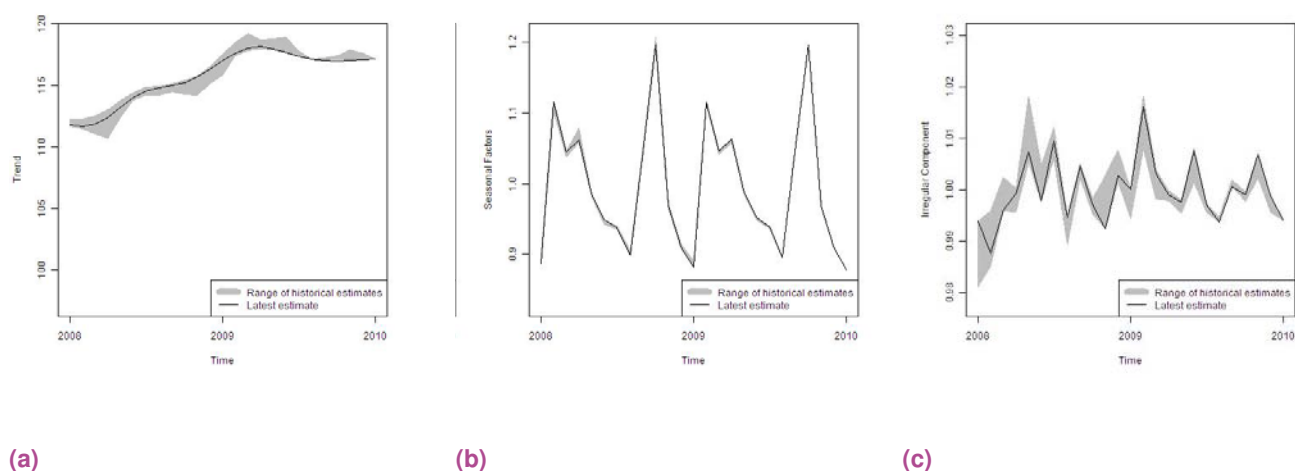 120
115
110
100
Trend
Range of historical estimates
Latest estimate
2008
2009
2010
Time
(a)
1.2
1.1
1.0
0.9
Seasonal Factors
Range of historical estimates
Latest estimate
2008
2009
2010
Time
(b)
1.03
1.02
1.01
1.00
0.99
0.98
Irregular Component
Range of historical estimates
Latest estimate
2008
2009
2010
Time
(c)